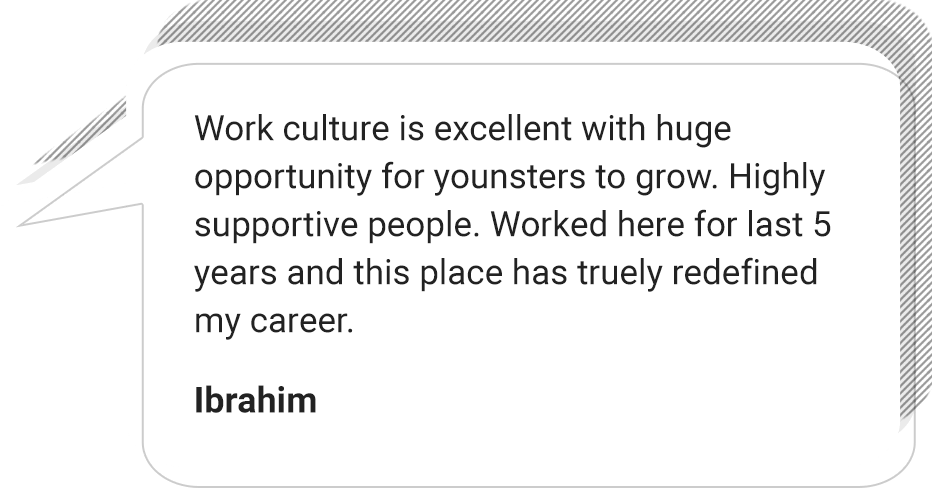 Work culture is excellent with huge
opportunity for younsters to grow. Highly
supportive people. Worked here for last 5
years and this place has truely redefined
my career.
Ibrahim